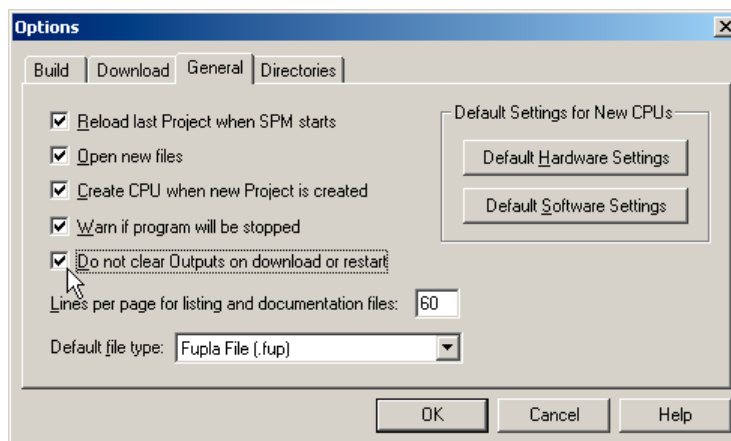 Options
Build Download General Directories
Reload last Project when SPM starts
Open new files
Create CPU when new Project is created
Warn if program will be stopped
Do not clear Outputs on download or restart
Lines per page for listing and documentation files: 60
Default file type: Fupla File (.fup)
Default Settings for New CPUs
Default Hardware Settings
Default Software Settings
OK Cancel Help